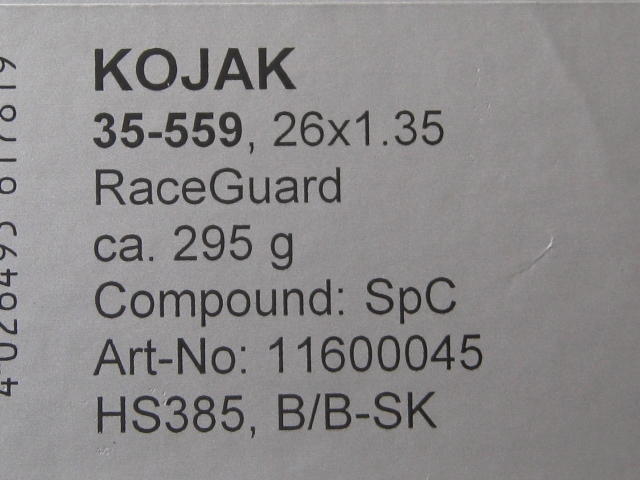 KOJAK
35-559, 26x1.35
RaceGuard
ca. 295 g
Compound: SpC
Art-No: 11600045
HS385, B/B-SK